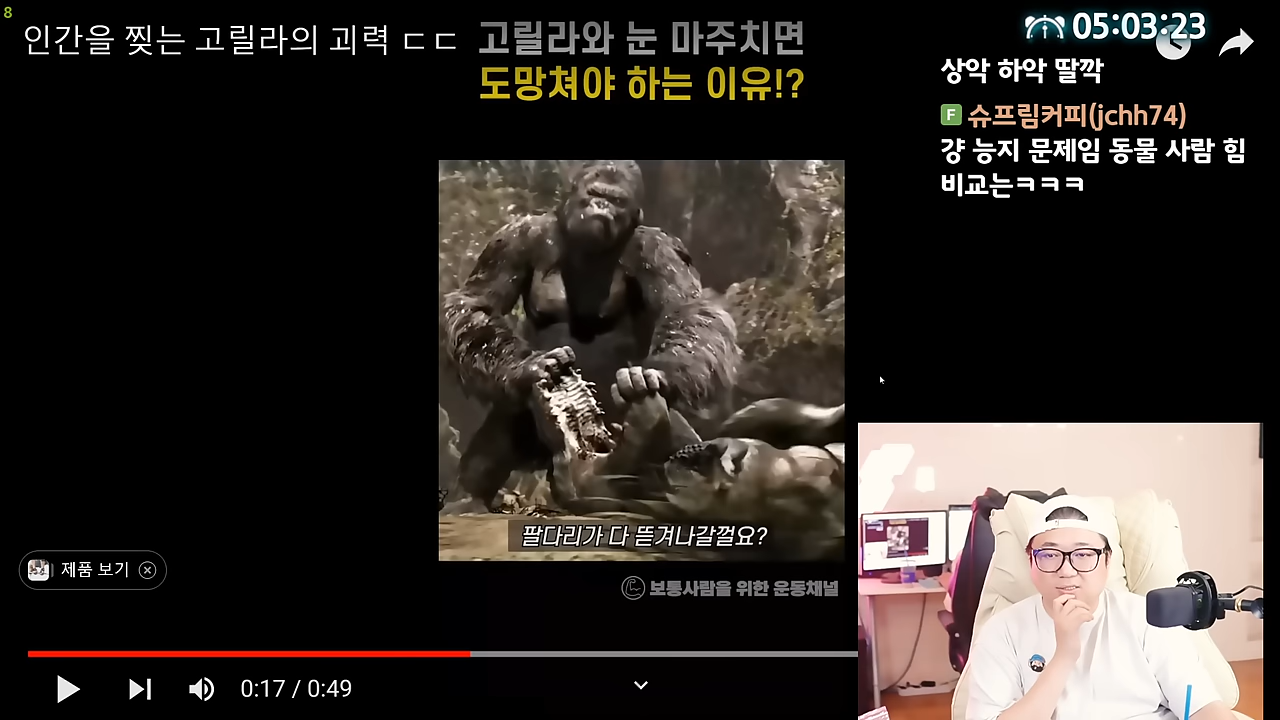 8
인간을 찢는 고릴라의 괴력 ㄷㄷ
고릴라와 눈 마주치면
도망쳐야 하는 이유!?
05:03:23
상악 하악 딸깍
F 슈프림커피(jchh74)
걍 능지 문제임 동물 사람 힘
비교는ㅋㅋㅋ
팔다리가 다 뜯겨나갈껄요?
제품 보기
보통사람을 위한 운동채널
0:17 / 0:49